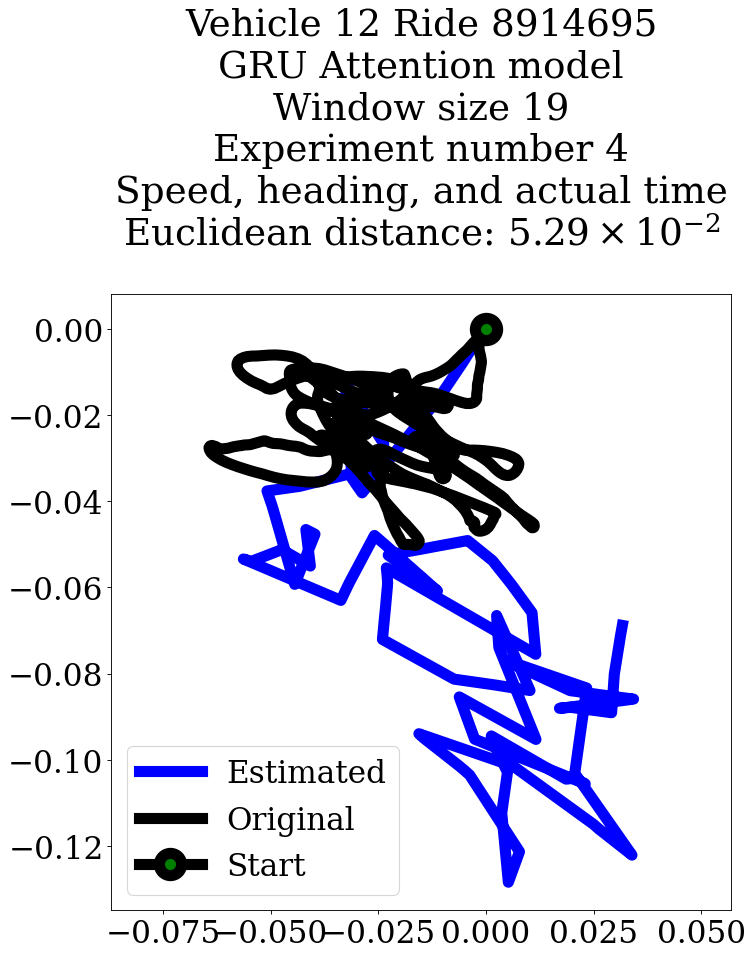 Vehicle 12 Ride 8914695
GRU Attention model
Window size 19
Experiment number 4
Speed, heading, and actual time
Euclidean distance: 5.29 × 10⁻²
0.00
−0.02
−0.04
−0.06
−0.08
−0.10
−0.12
Estimated
Original
Start
−0.075 −0.050 −0.025 0.000 0.025 0.050